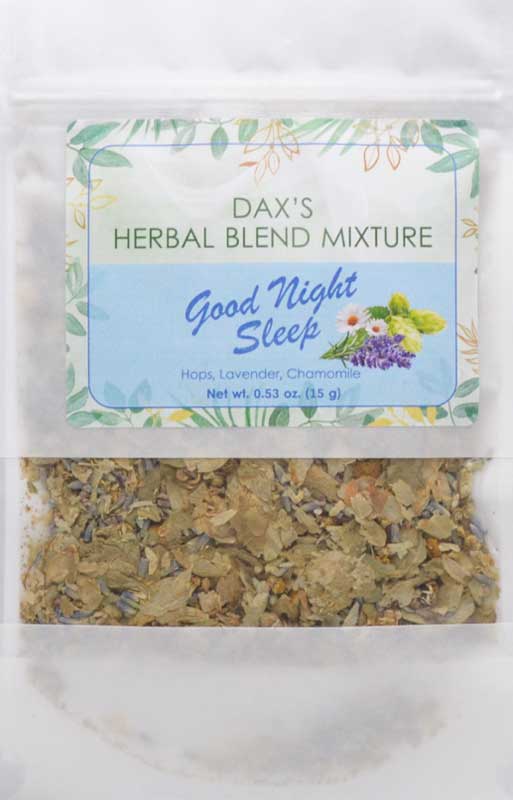 DAX'S
HERBAL BLEND MIXTURE
Good Night
Sleep
Hops, Lavender, Chamomile
Net wt. 0.53 oz. (15 g)